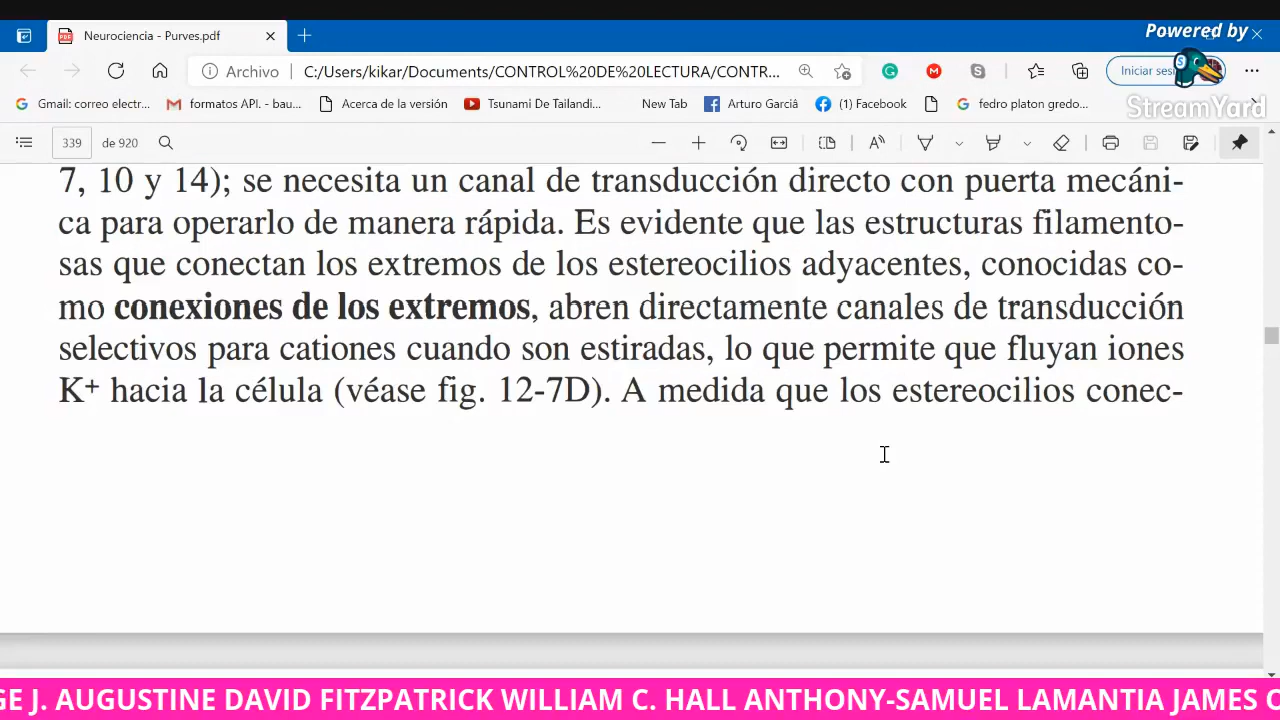 Powered by
Neurociencia - Purves.pdf
Archivo
C:/Users/kikar/Documents/CONTROL%20DE%20LECTURA/CONTR...
Iniciar sesi
StreamYard
Gmail: correo electr...
formatos API. - bau...
Acerca de la versión
Tsunami De Tailandi...
New Tab
Arturo Garciâ
(1) Facebook
fedro platon gredo...
339
de 920
7, 10 y 14); se necesita un canal de transducción directo con puerta mecáni-
ca para operarlo de manera rápida. Es evidente que las estructuras filamento-
sas que conectan los extremos de los estereocilios adyacentes, conocidas co-
mo conexiones de los extremos, abren directamente canales de transducción
selectivos para cationes cuando son estiradas, lo que permite que fluyan iones
K+ hacia la célula (véase fig. 12-7D). A medida que los estereocilios conec-
GE J. AUGUSTINE DAVID FITZPATRICK WILLIAM C. HALL ANTHONY-SAMUEL LAMANTIA JAMES